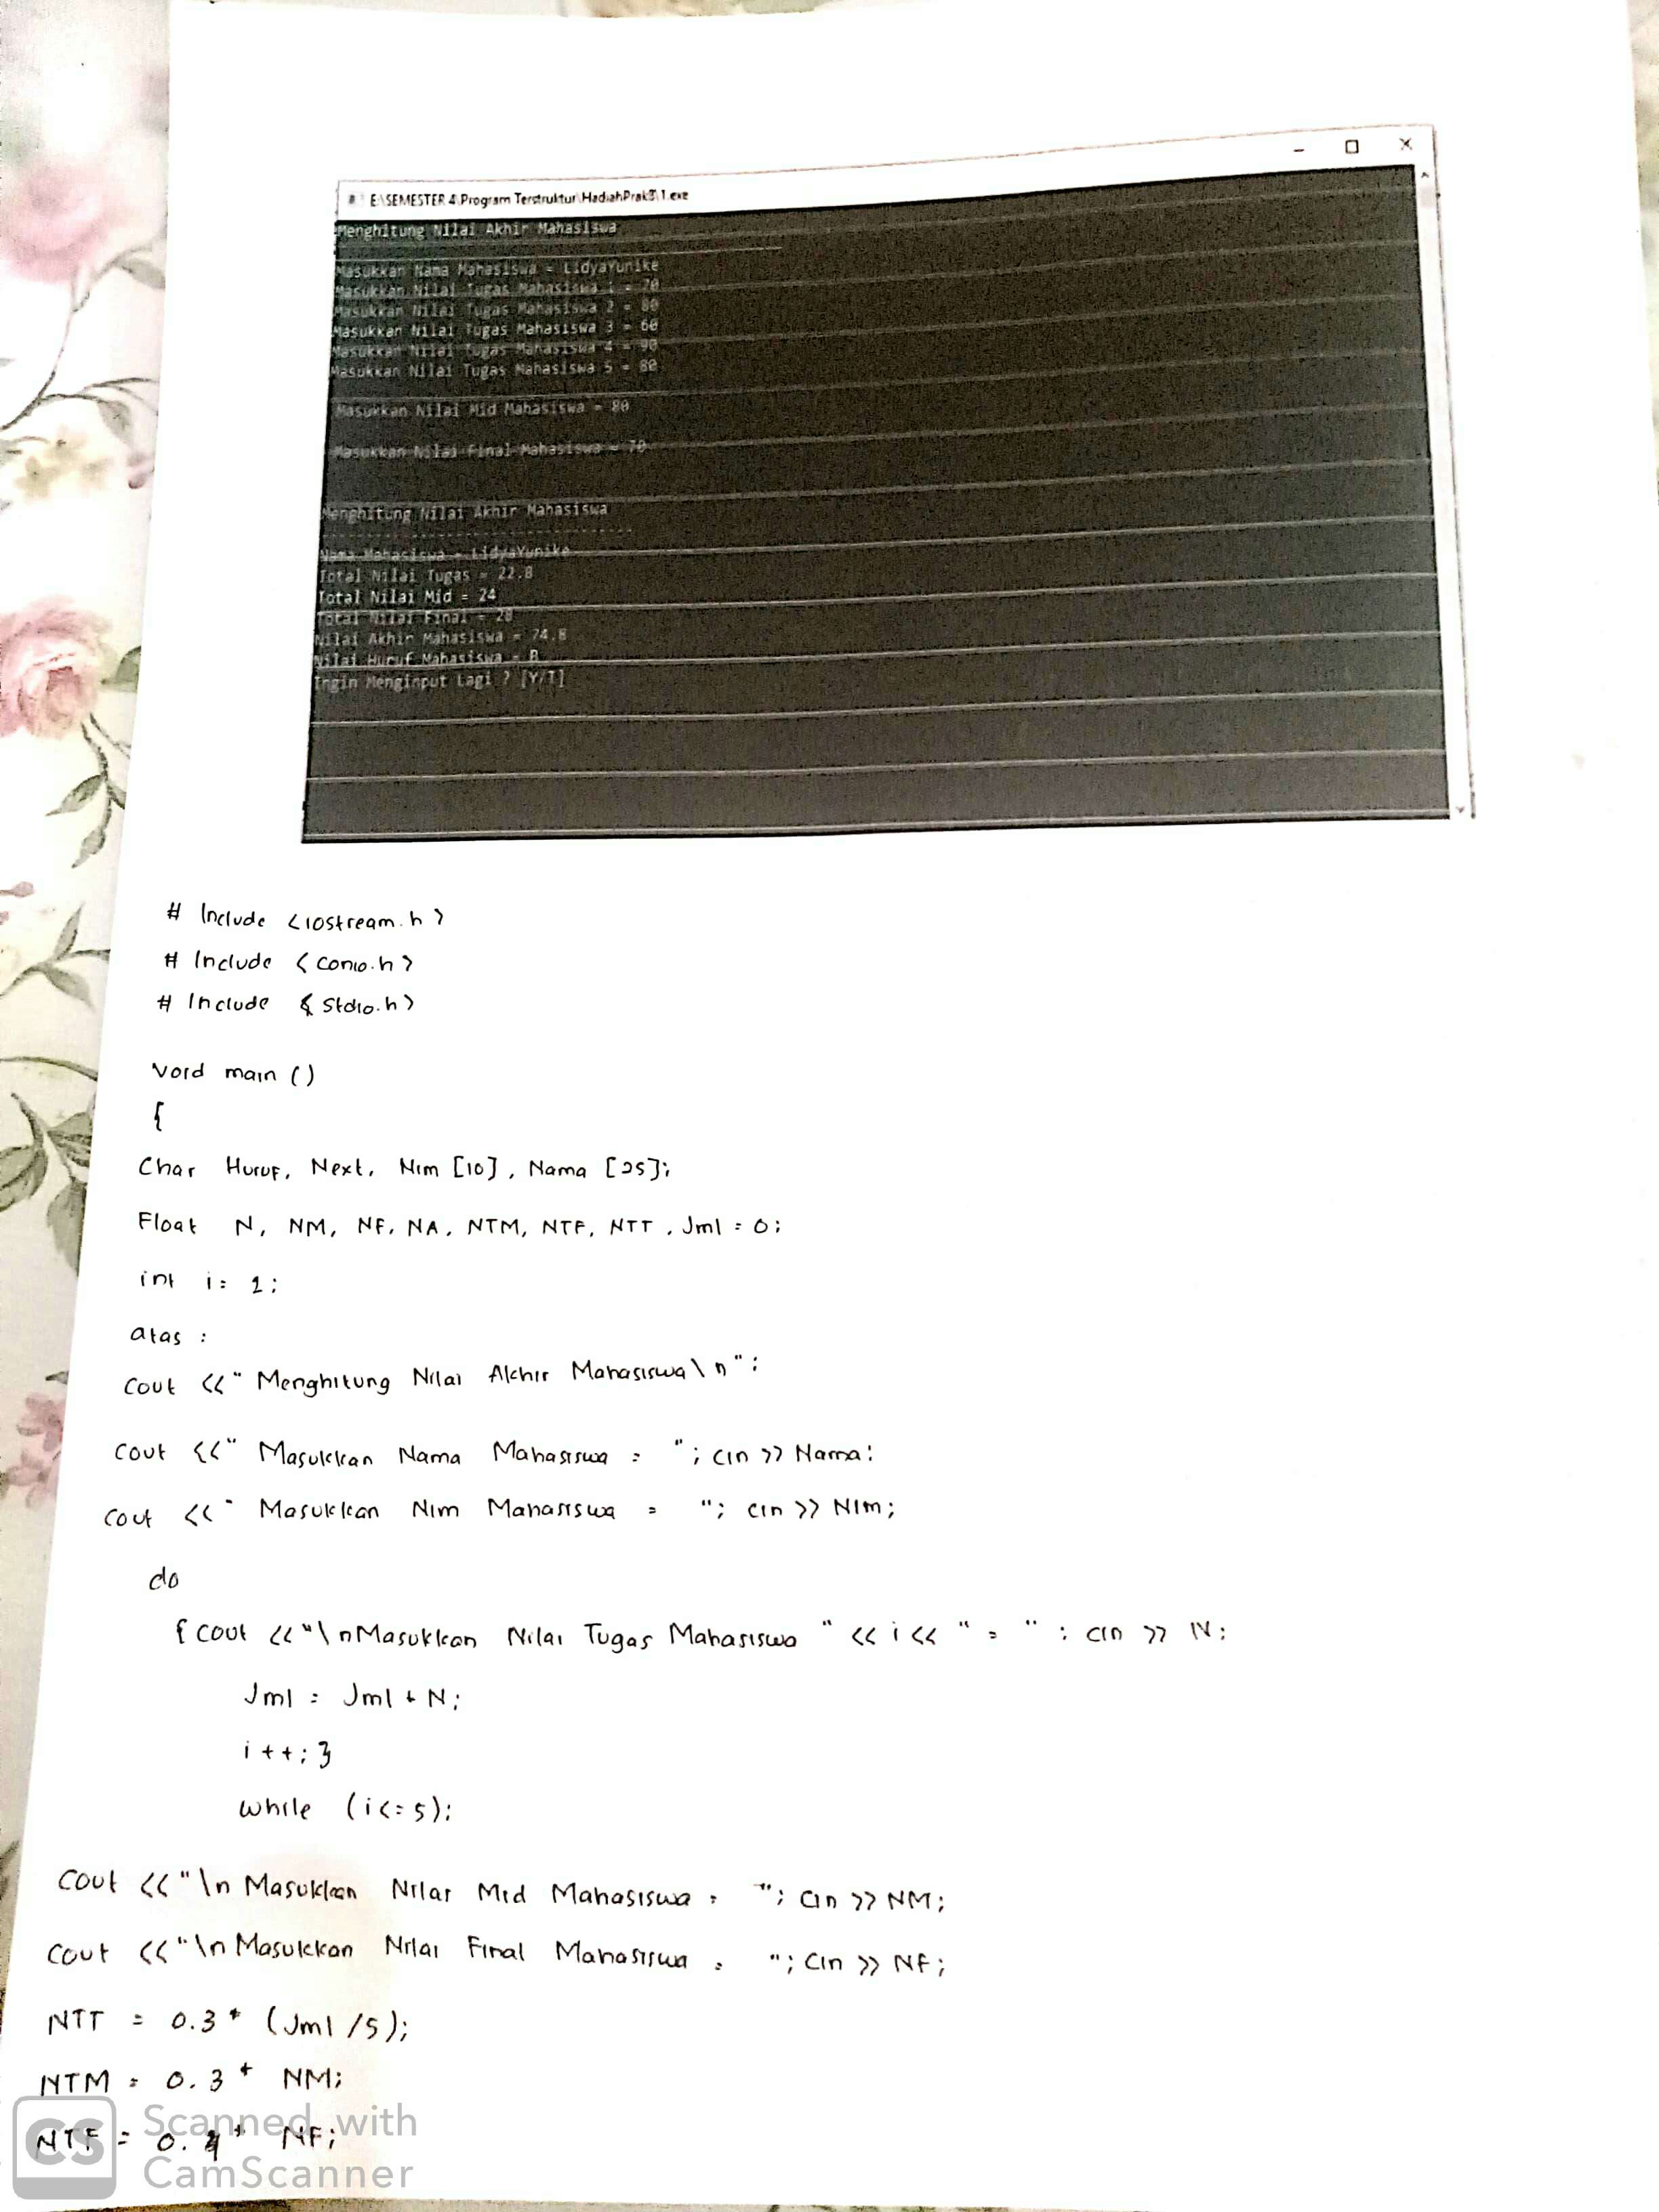 E:\SEMESTER 4\Program Terstruktur\HadiahPrak3\1.exe
Menghitung Nilai Akhir Mahasiswa
Masukkan Nama Mahasiswa = LidyaYunike
Masukkan Nilai Tugas Mahasiswa 1 = 70
Masukkan Nilai Tugas Mahasiswa 2 = 80
Masukkan Nilai Tugas Mahasiswa 3 = 60
Masukkan Nilai Tugas Mahasiswa 4 = 90
Masukkan Nilai Tugas Mahasiswa 5 = 80
Masukkan Nilai Mid Mahasiswa = 80
Masukkan Nilai Final Mahasiswa = 70
Menghitung Nilai Akhir Mahasiswa
--------------------------------
Nama Mahasiswa = LidyaYunike
Total Nilai Tugas = 22.8
Total Nilai Mid = 24
Total Nilai Final = 28
Nilai Akhir Mahasiswa = 74.8
Nilai Huruf Mahasiswa = B
Ingin Menginput Lagi ? [Y/T]
# Include <iostream.h>
# Include <conio.h>
# Include <stdio.h>
Void main ()
{
Char Huruf, Next, Nim [10], Nama [25];
Float N, NM, NF, NA, NTM, NTF, NTT, Jml = 0;
int i = 1;
atas :
Cout <<" Menghitung Nilai Akhir Mahasiswa\n";
Cout <<" Masukkan Nama Mahasiswa = "; cin >> Nama;
Cout <<" Masukkan Nim Mahasiswa = "; cin >> Nim;
do
{ Cout <<"\nMasukkan Nilai Tugas Mahasiswa " << i << " = " ; cin >> N;
Jml = Jml + N;
i++; }
while (i<=5);
Cout <<"\n Masukkan Nilai Mid Mahasiswa = "; cin >> NM;
Cout <<"\n Masukkan Nilai Final Mahasiswa = "; cin >> NF;
NTT = 0.3 * (Jml /5);
NTM = 0.3 * NM;
NTF = 0.4 * NF;
CS Scanned with
CamScanner